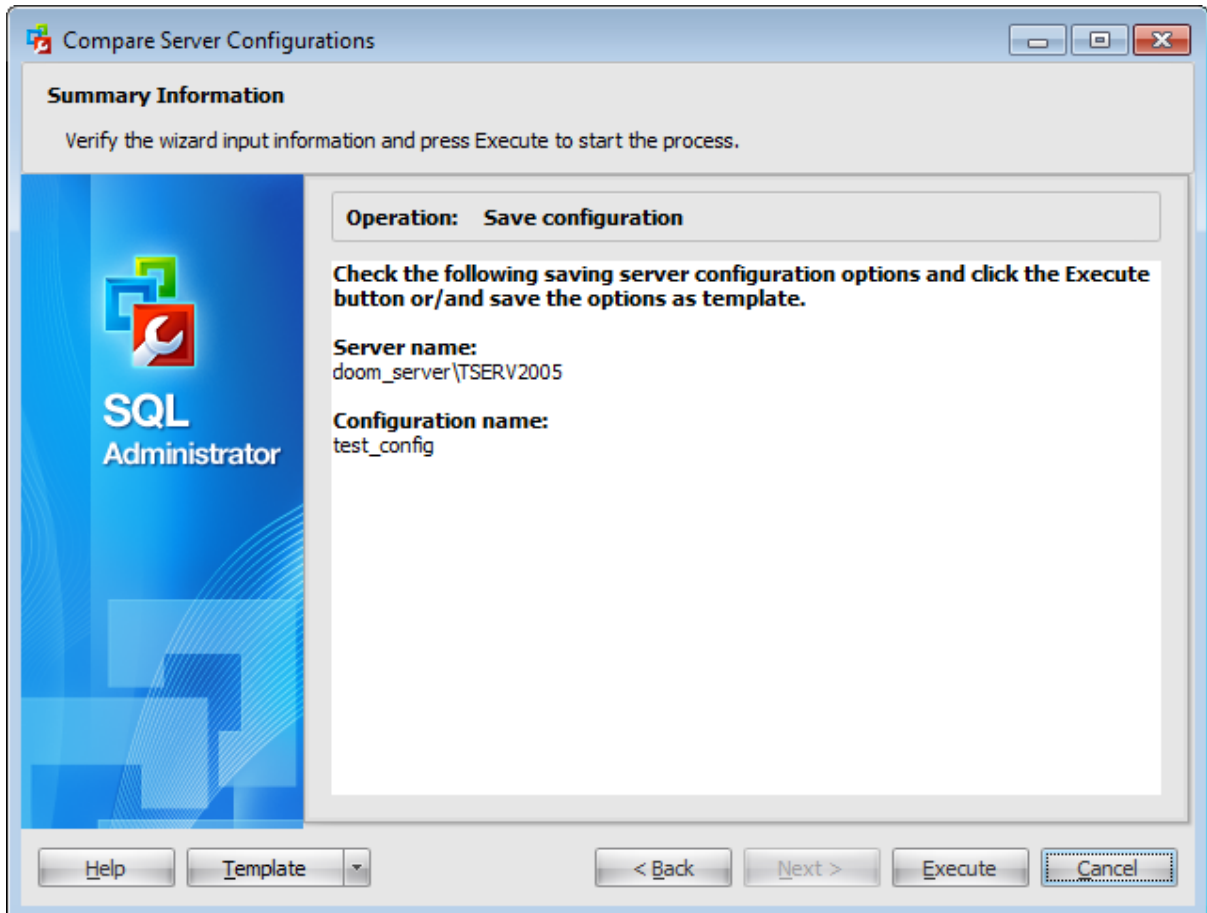 Compare Server Configurations
Summary Information
Verify the wizard input information and press Execute to start the process.
Operation: Save configuration
Check the following saving server configuration options and click the Execute
button or/and save the options as template.
Server name:
doom_server\TSERV2005
Configuration name:
test_config
SQL
Administrator
Help
Template
< Back
Next >
Execute
Cancel